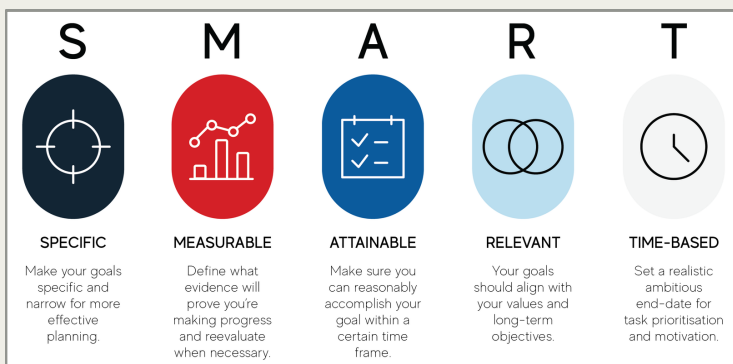 S M A R T
SPECIFIC
Make your goals
specific and
narrow for more
effective
planning.
MEASURABLE
Define what
evidence will
prove you're
making progress
and reevaluate
when necessary.
ATTAINABLE
Make sure you
can reasonably
accomplish your
goal within a
certain time
frame.
RELEVANT
Your goals
should align with
your values and
long-term
objectives.
TIME-BASED
Set a realistic
ambitious
end-date for
task prioritisation
and motivation.